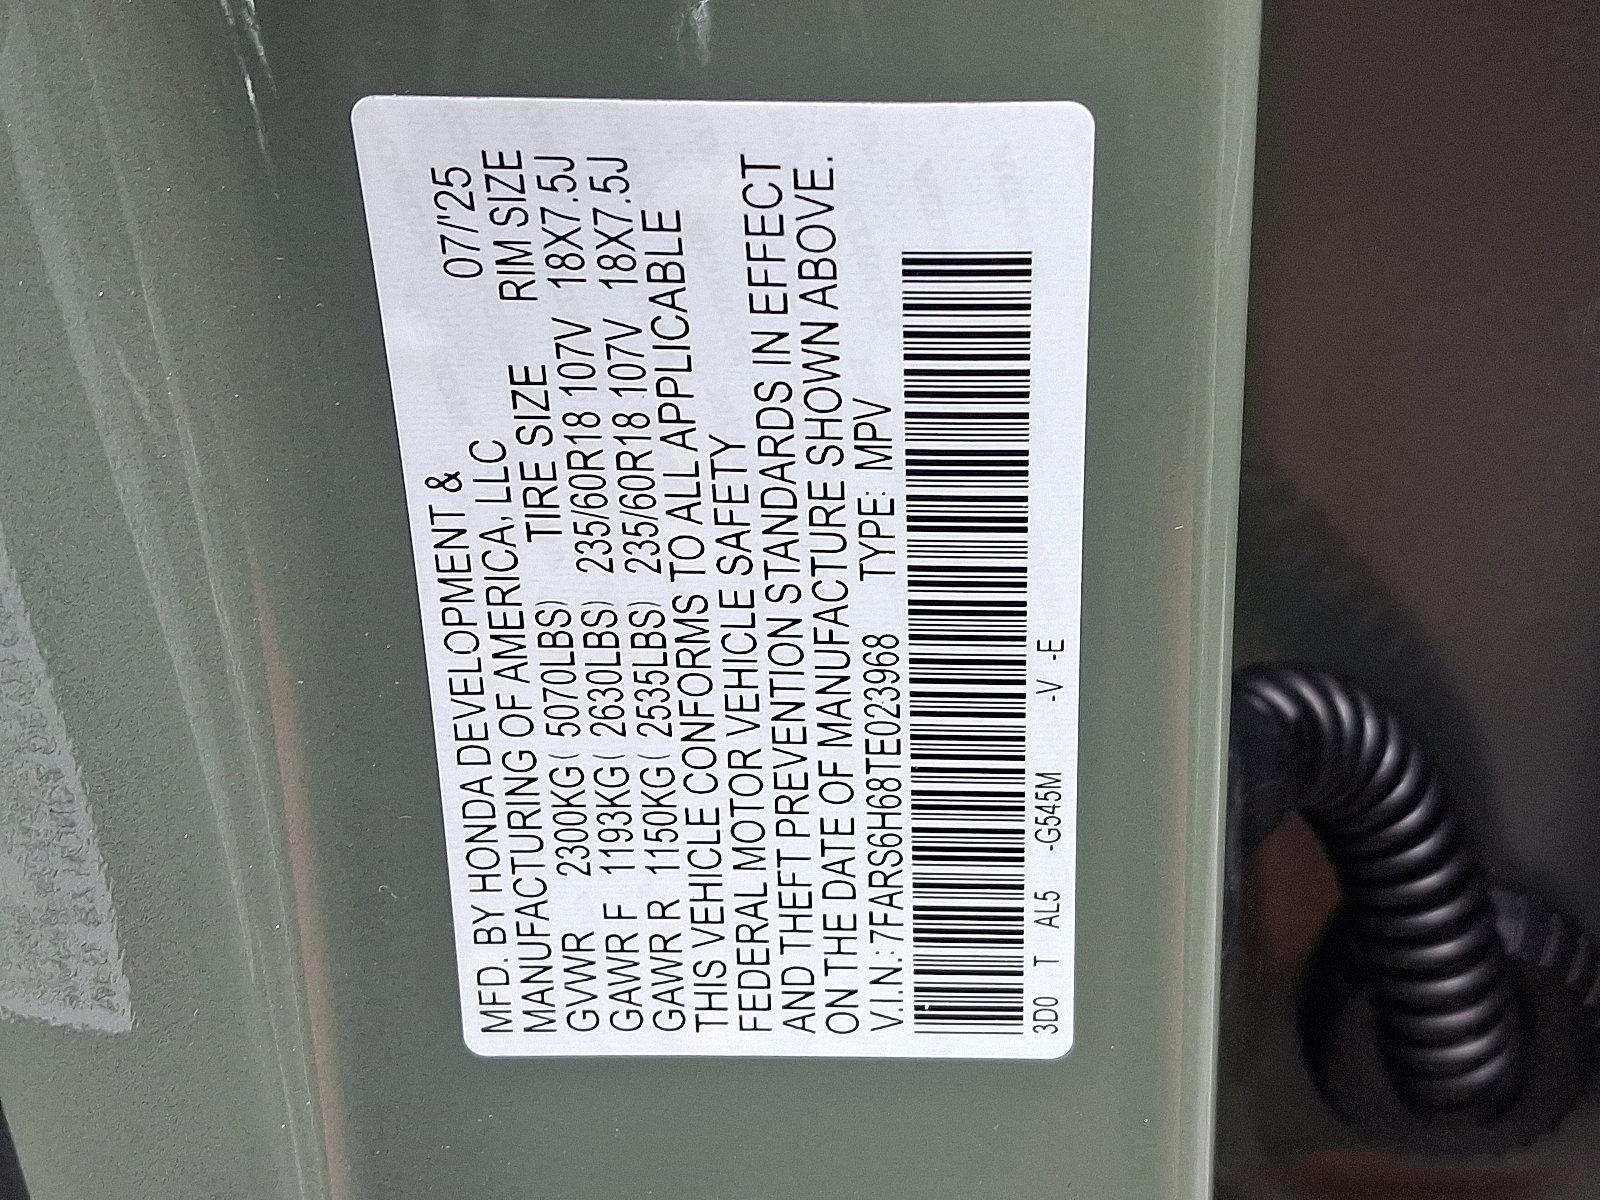 MFD. BY HONDA DEVELOPMENT & 07/'25
MANUFACTURING OF AMERICA, LLC RIM SIZE
TIRE SIZE
GVWR 2300KG( 5070LBS) 235/60R18 107V 18X7.5J
GAWR F 1193KG( 2630LBS) 235/60R18 107V 18X7.5J
GAWR R 1150KG( 2535LBS)
THIS VEHICLE CONFORMS TO ALL APPLICABLE
FEDERAL MOTOR VEHICLE SAFETY
AND THEFT PREVENTION STANDARDS IN EFFECT
ON THE DATE OF MANUFACTURE SHOWN ABOVE.
V.I.N.: 7FARS6H68TE023968 TYPE: MPV
3D0 T AL5 -G545M -V -E